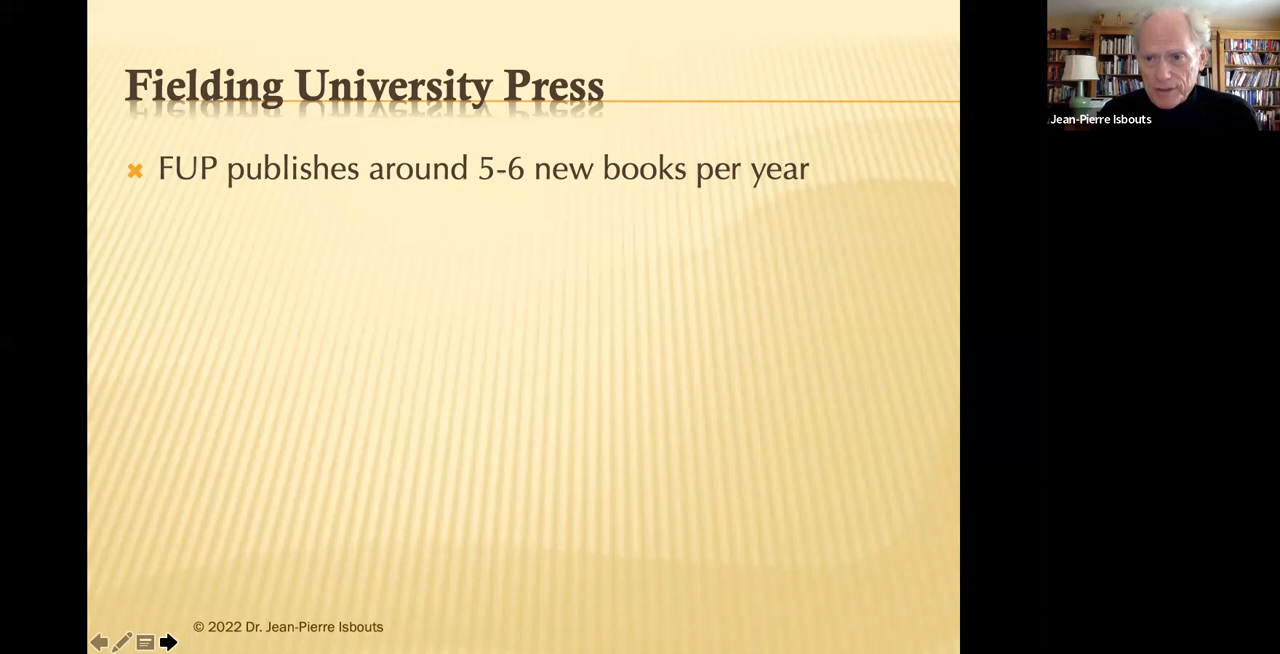 Fielding University Press
FUP publishes around 5-6 new books per year
Jean-Pierre Isbouts
© 2022 Dr. Jean-Pierre Isbouts